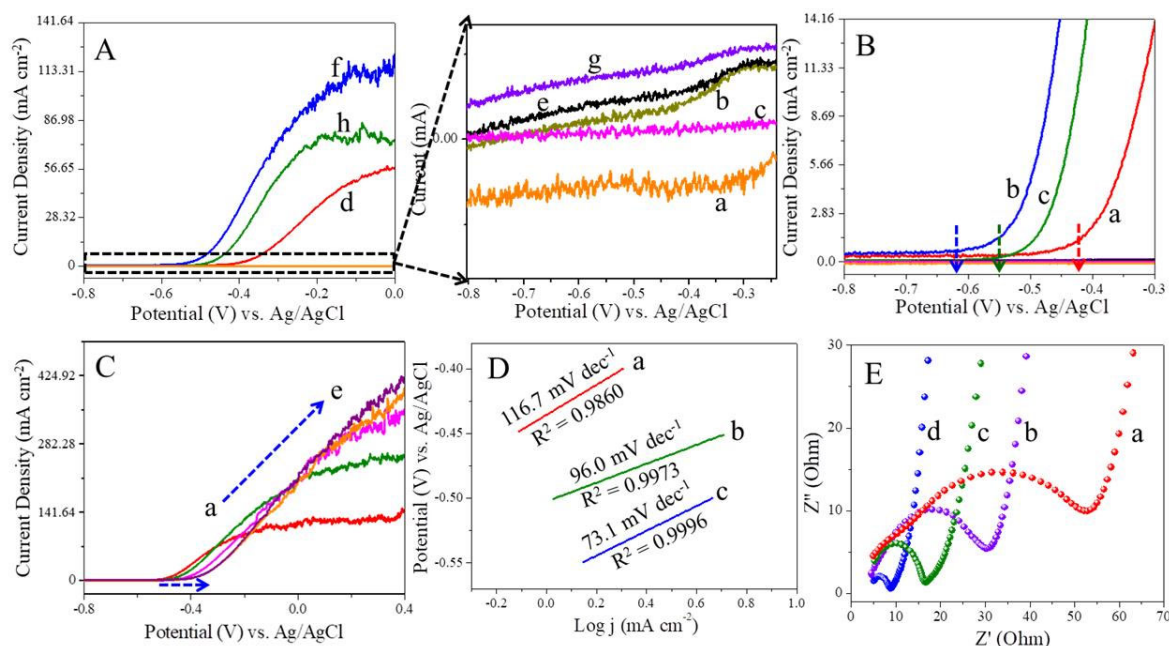 A
Current Density (mA cm-2)
141.64
113.31
86.98
56.65
28.32
0
f
h
d
-0.8
-0.6
-0.4
-0.2
0.0
Potential (V) vs. Ag/AgCl
Current (mA)
0.00
g
e
b
c
a
-0.8
-0.7
-0.6
-0.5
-0.4
-0.3
Potential (V) vs. Ag/AgCl
B
Current Density (mA cm-2)
14.16
11.33
8.49
5.66
2.83
0.0
b
c
a
-0.8
-0.7
-0.6
-0.5
-0.4
-0.3
Potential (V) vs. Ag/AgCl
C
Current Density (mA cm-2)
424.92
282.28
141.64
0
e
a
-0.8
-0.4
0.0
0.4
Potential (V) vs. Ag/AgCl
D
Potential (V) vs. Ag/AgCl
-0.40
-0.45
-0.50
-0.55
116.7 mV dec-1
a
R2 = 0.9860
96.0 mV dec-1
b
R2 = 0.9973
73.1 mV dec-1
c
R2 = 0.9996
-0.2
0.0
0.2
0.4
0.6
0.8
1.0
Log j (mA cm-2)
E
Z" (Ohm)
30
20
10
0
d
c
b
a
0
10
20
30
40
50
60
70
Z' (Ohm)